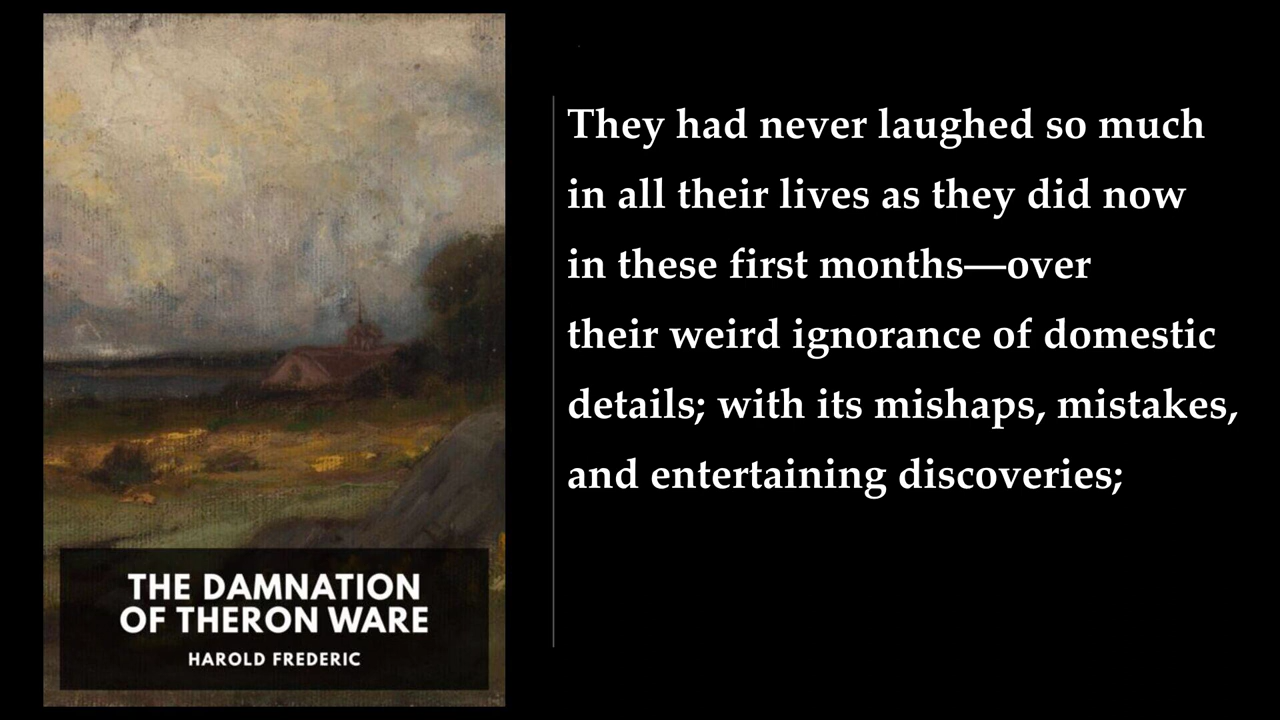 They had never laughed so much
in all their lives as they did now
in these first months—over
their weird ignorance of domestic
details; with its mishaps, mistakes,
and entertaining discoveries;
THE DAMNATION
OF THERON WARE
HAROLD FREDERIC